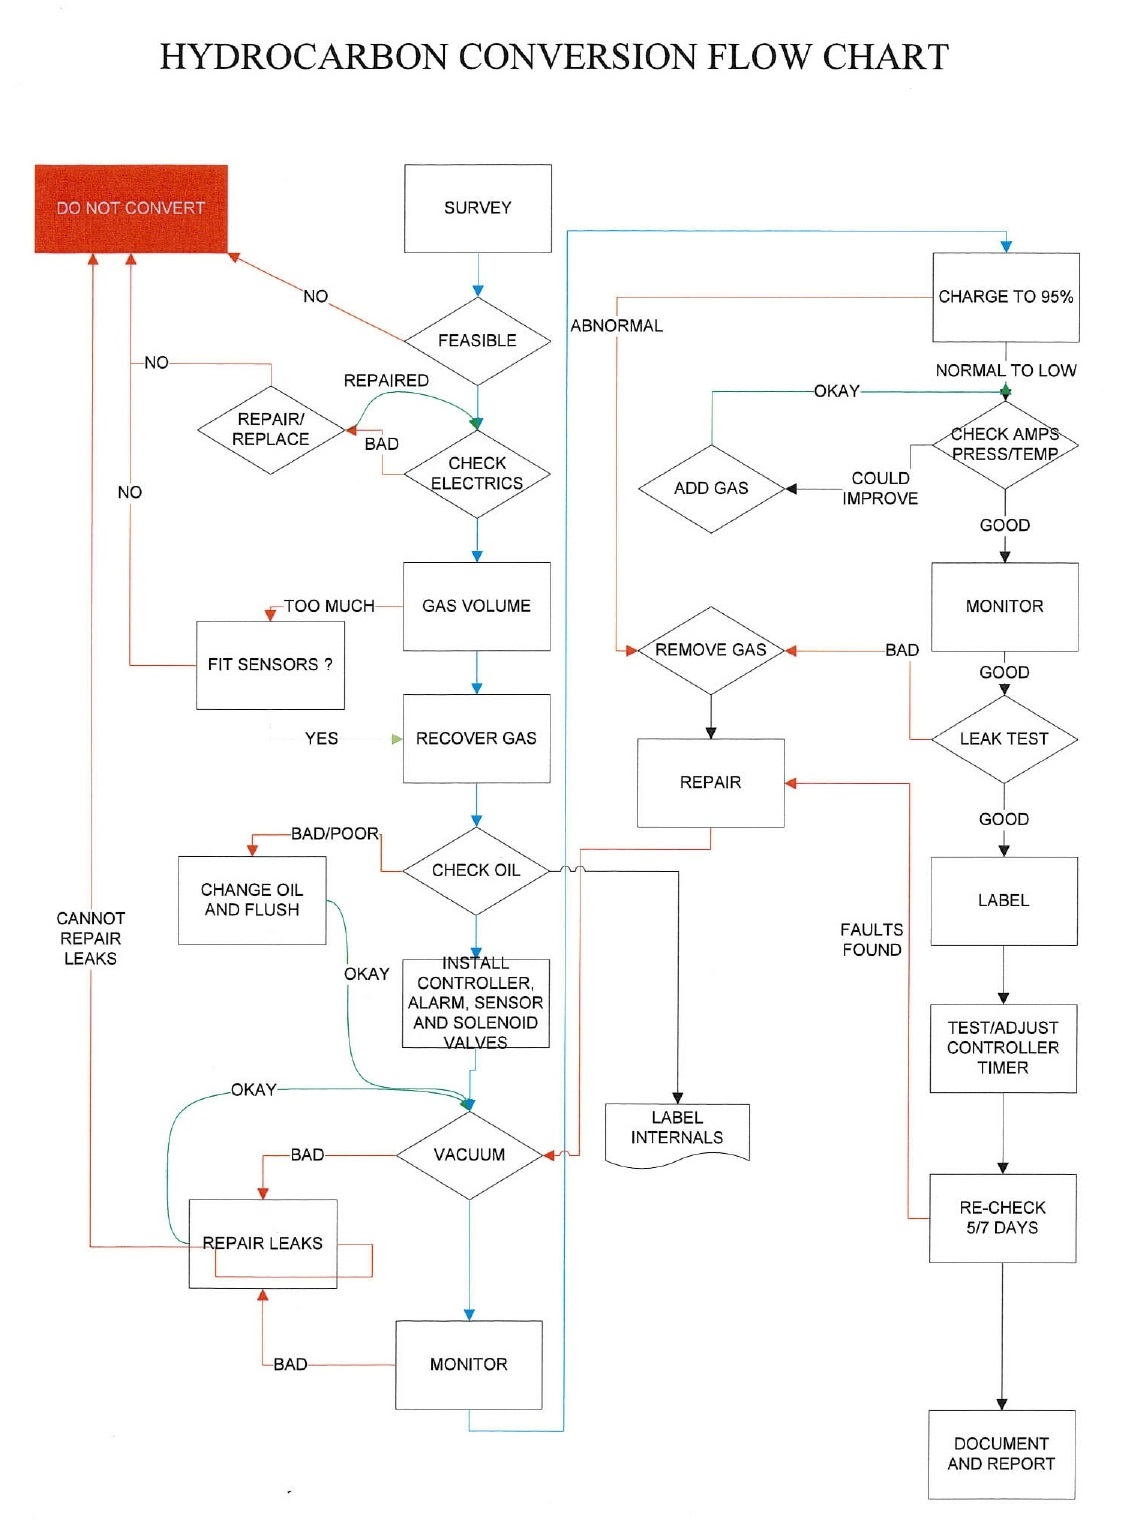 HYDROCARBON CONVERSION FLOW CHART
DO NOT CONVERT
SURVEY
NO
FEASIBLE
CHARGE TO 95%
ABNORMAL
NORMAL TO LOW
NO
REPAIRED
REPAIR/
REPLACE
BAD
CHECK
ELECTRICS
OKAY
CHECK AMPS
PRESS/TEMP
ADD GAS
COULD
IMPROVE
NO
GOOD
TOO MUCH
GAS VOLUME
MONITOR
FIT SENSORS ?
REMOVE GAS
BAD
GOOD
YES
RECOVER GAS
LEAK TEST
REPAIR
GOOD
BAD/POOR
CHECK OIL
CHANGE OIL
AND FLUSH
LABEL
CANNOT
REPAIR
LEAKS
FAULTS
FOUND
OKAY
INSTALL
CONTROLLER,
ALARM, SENSOR
AND SOLENOID
VALVES
TEST/ADJUST
CONTROLLER
TIMER
OKAY
LABEL
INTERNALS
BAD
VACUUM
RE-CHECK
5/7 DAYS
REPAIR LEAKS
BAD
MONITOR
DOCUMENT
AND REPORT